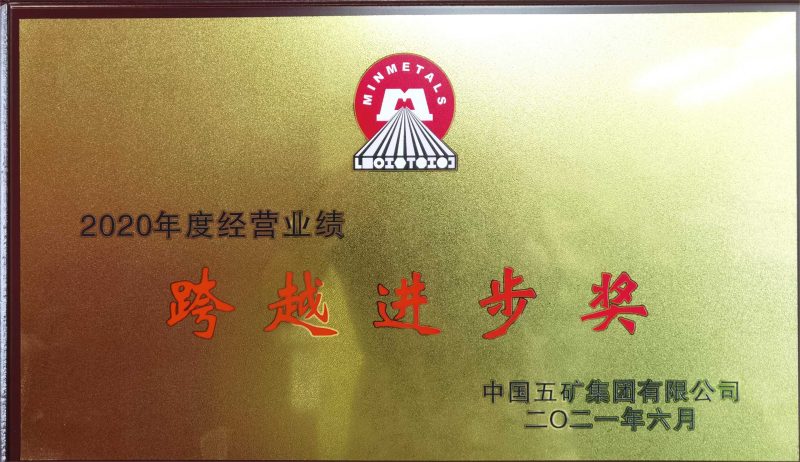 MINMETALS
2020年度经营业绩
跨越进步奖
中国五矿集团有限公司
二〇二一年六月